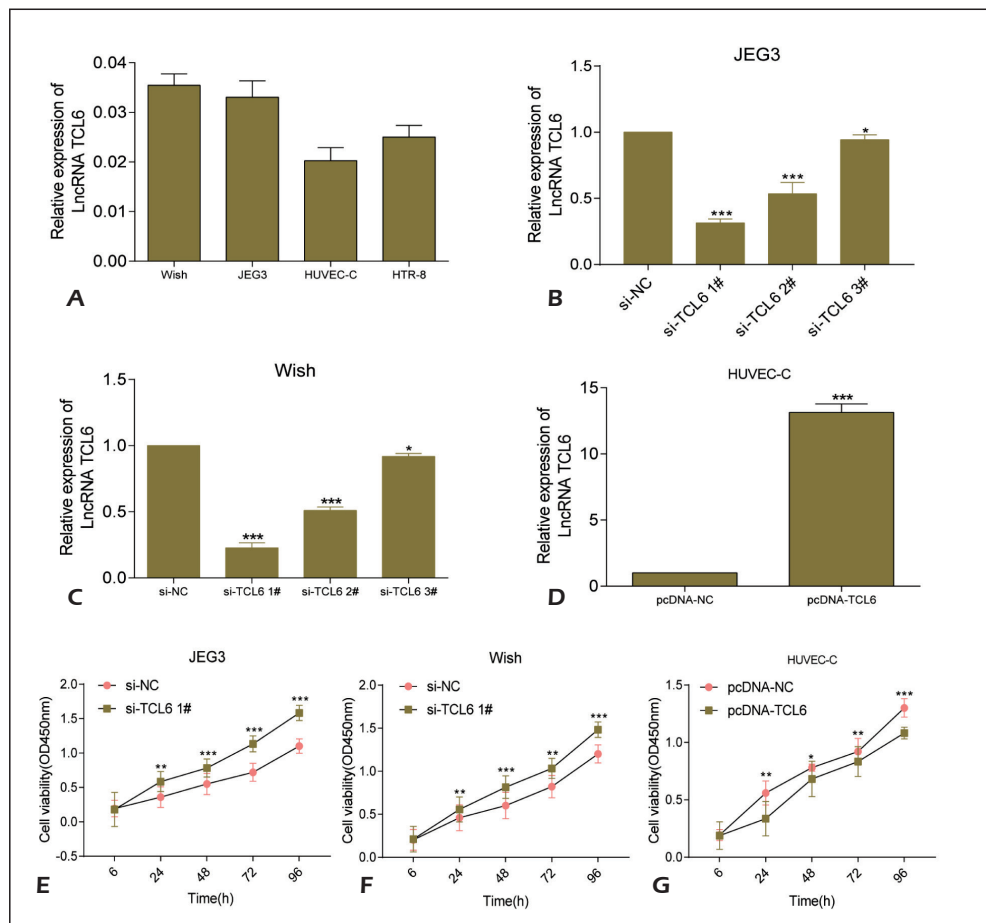 Relative expression of
LncRNA TCL6
0.04
0.03
0.02
0.01
0.00
Wish
JEG3
HUVEC-C
HTR-8
A
JEG3
Relative expression of
LncRNA TCL6
1.5
1.0
0.5
0.0
***
***
*
si-NC
si-TCL6 1#
si-TCL6 2#
si-TCL6 3#
B
Wish
Relative expression of
LncRNA TCL6
1.5
1.0
0.5
0.0
***
***
*
si-NC
si-TCL6 1#
si-TCL6 2#
si-TCL6 3#
C
HUVEC-C
Relative expression of
LncRNA TCL6
15
10
5
0
***
pcDNA-NC
pcDNA-TCL6
D
JEG3
si-NC
si-TCL6 1#
Cell viability(OD450nm)
2.0
1.5
1.0
0.5
0.0
-0.5
**
***
***
***
6
24
48
72
96
Time(h)
E
Wish
si-NC
si-TCL6 1#
Cell viability(OD450nm)
2.0
1.5
1.0
0.5
0.0
**
***
**
***
6
24
48
72
96
Time(h)
F
HUVEC-C
pcDNA-NC
pcDNA-TCL6
Cell viability(OD450nm)
1.5
1.0
0.5
0.0
**
*
**
***
6
24
48
72
96
Time(h)
G